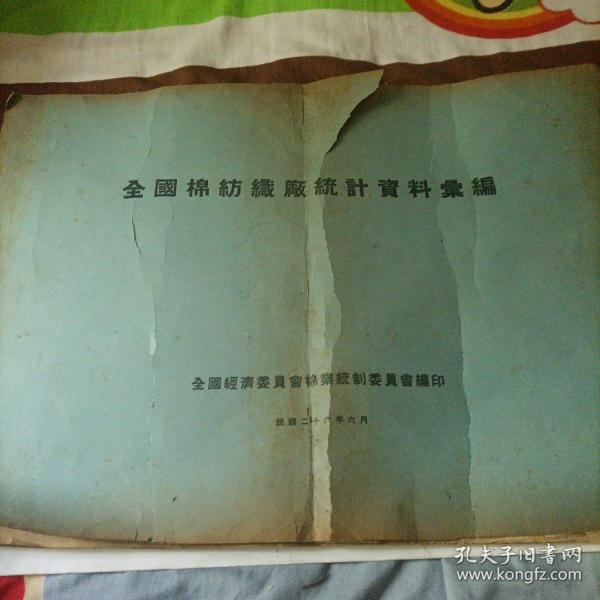 全國棉紡織廠統計資料彙編
全國經濟委員會棉業統制委員會編印
民國二十六年六月
孔夫子旧书网
www.kongfz.com